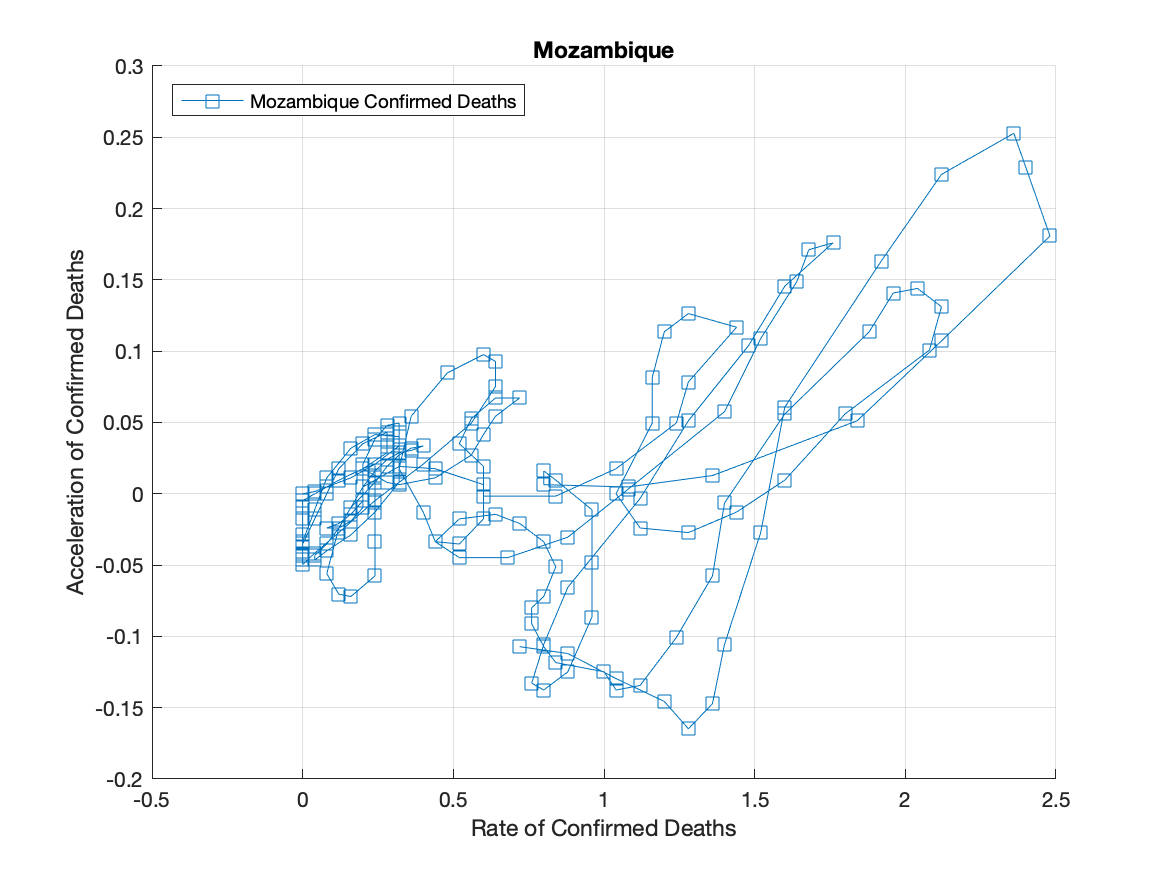 Mozambique
0.3
Mozambique Confirmed Deaths
0.25
0.2
0.15
0.1
0.05
0
-0.05
-0.1
-0.15
-0.2
Acceleration of Confirmed Deaths
-0.5 0 0.5 1 1.5 2 2.5
Rate of Confirmed Deaths